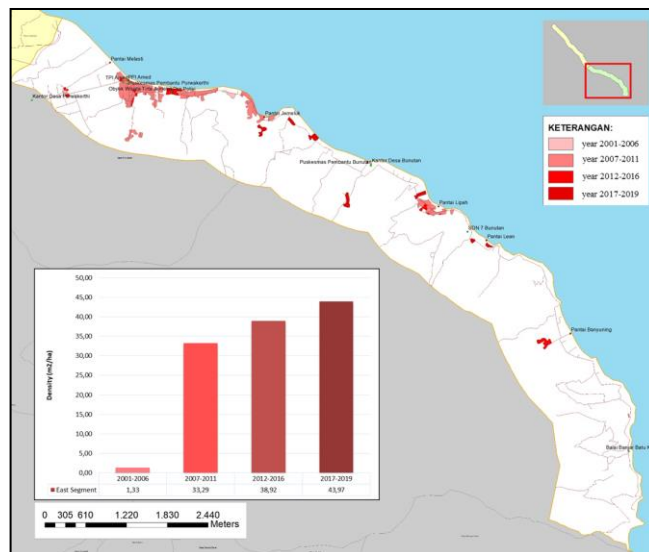 Pantai Melasti
Kantor Desa Purwakerthi
Puskesmas Pembantu Purwakerthi
Pantai Jemeluk
Puskesmas Pembantu Bunutan
Kantor Desa Bunutan
Pantai Lipah
SDN 7 Bunutan
Pantai Lean
Pantai Banyuning
KETERANGAN:
year 2001-2006
year 2007-2011
year 2012-2016
year 2017-2019
50,00
45,00
40,00
35,00
30,00
25,00
20,00
15,00
10,00
5,00
0,00
Density (m2/ha)
2001-2006 2007-2011 2012-2016 2017-2019
East Segment 1,33 33,29 38,92 43,97
0 305 610 1.220 1.830 2.440
Meters